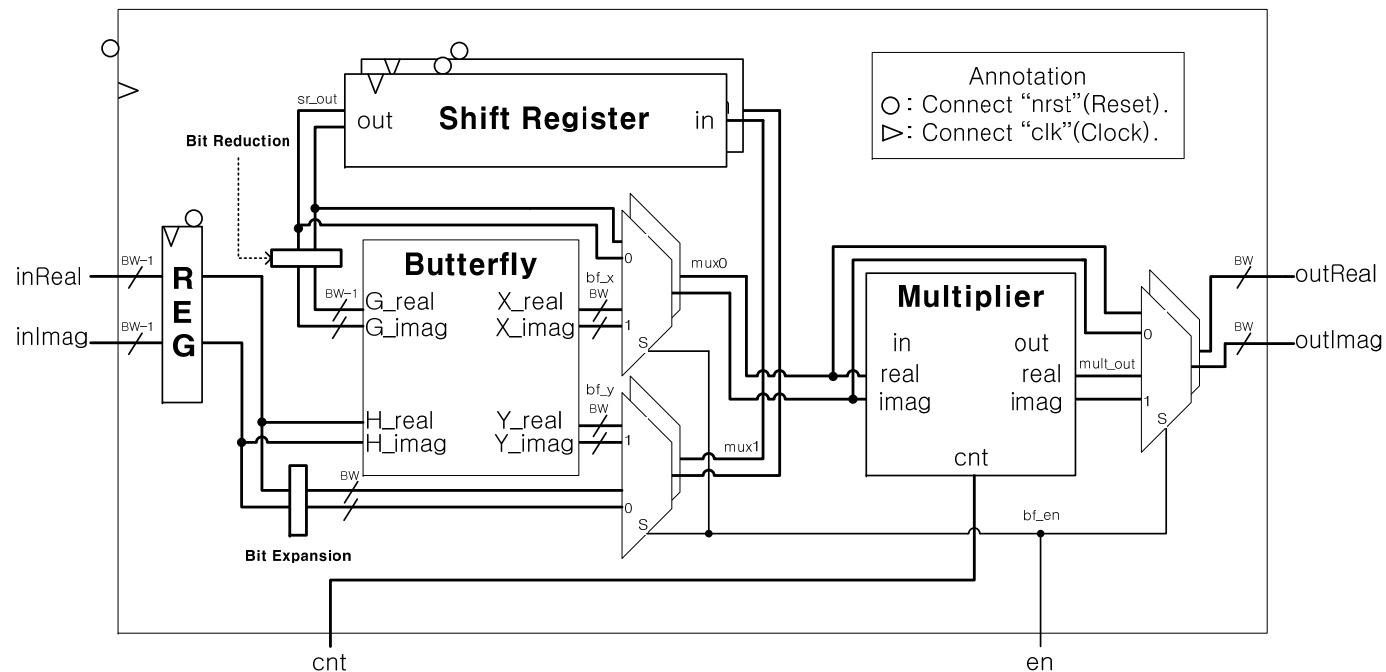 Annotation
○: Connect “nrst”(Reset).
▷: Connect “clk”(Clock).
sr_out
out
Shift Register
in
Bit Reduction
inReal
BW-1
inImag
BW-1
R
E
G
Butterfly
BW-1
G_real
G_imag
X_real
X_imag
bf_x
BW
0
1
S
mux0
H_real
H_imag
Y_real
Y_imag
bf_y
BW
1
0
S
mux1
BW
Bit Expansion
Multiplier
in
out
real
real
imag
imag
cnt
mult_out
0
1
S
BW
outReal
BW
outImag
bf_en
cnt
en